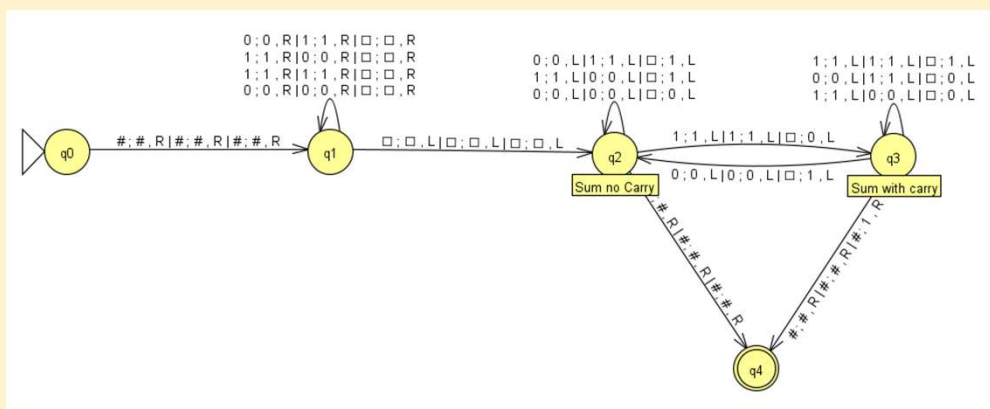 0;0,R|1;1,R|□;□,R
1;1,R|0;0,R|□;□,R
1;1,R|1;1,R|□;□,R
0;0,R|0;0,R|□;□,R
0;0,L|1;1,L|□;1,L
1;1,L|0;0,L|□;1,L
0;0,L|0;0,L|□;0,L
1;1,L|1;1,L|□;1,L
0;0,L|1;1,L|□;0,L
1;1,L|0;0,L|□;0,L
q0
#;#,R|#;#,R|#;#,R
q1
□;□,L|□;□,L|□;□,L
q2
1;1,L|1;1,L|□;0,L
0;0,L|0;0,L|□;1,L
q3
Sum no Carry
Sum with carry
;#,R|#;#,R|#;#,R
#;#,R|#;#,R|#;1,R
q4